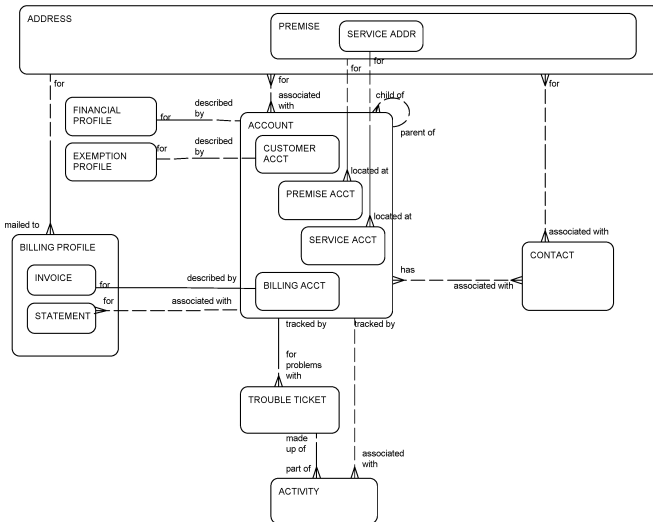 ADDRESS
PREMISE
SERVICE ADDR
for
for
for
for
for
associated
with
child of
parent of
FINANCIAL
PROFILE
for
described
by
ACCOUNT
EXEMPTION
PROFILE
for
described
by
CUSTOMER
ACCT
located at
PREMISE ACCT
located at
SERVICE ACCT
mailed to
associated with
BILLING PROFILE
CONTACT
INVOICE
for
described by
BILLING ACCT
has
associated with
STATEMENT
for
associated with
tracked by
tracked by
for
problems
with
TROUBLE TICKET
made
up of
part of
associated
with
ACTIVITY